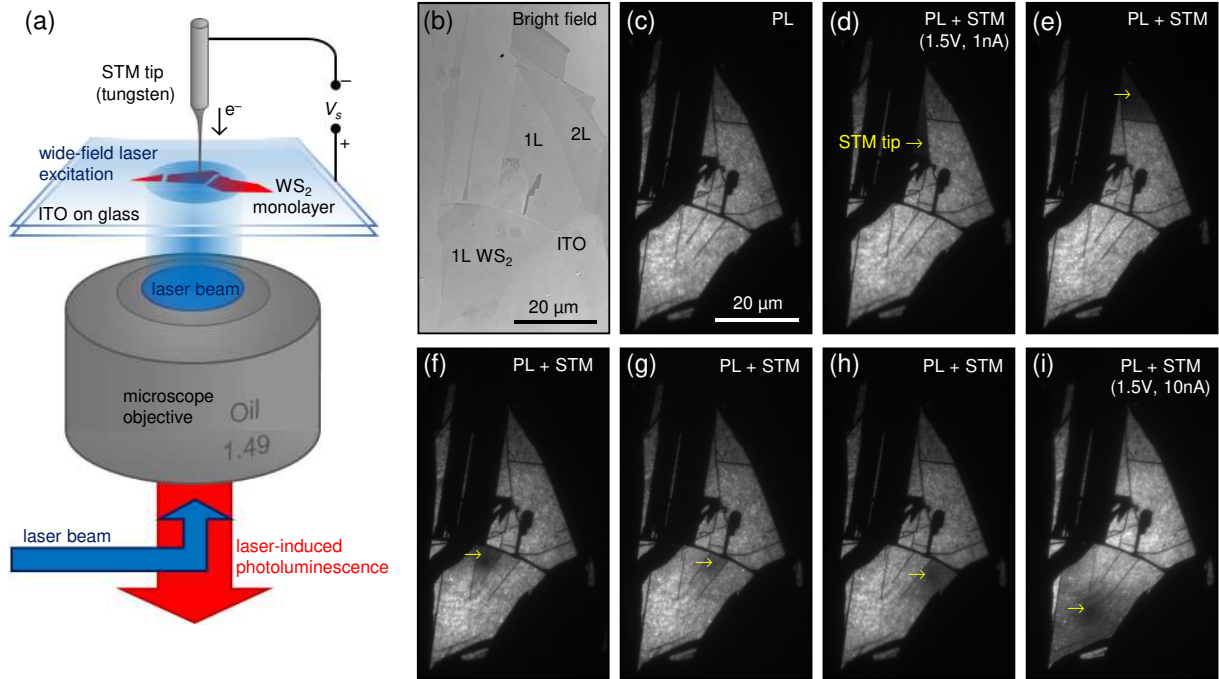 (a)
STM tip
(tungsten)
e⁻
−
Vₛ
+
wide-field laser
excitation
WS₂
monolayer
ITO on glass
laser beam
microscope
objective
Oil
1.49
laser beam
laser-induced
photoluminescence
(b)
Bright field
1L
2L
1L WS₂
ITO
20 µm
(c)
PL
20 µm
(d)
PL + STM
(1.5V, 1nA)
STM tip →
(e)
PL + STM
→
(f)
PL + STM
→
(g)
PL + STM
→
(h)
PL + STM
→
(i)
PL + STM
(1.5V, 10nA)
→